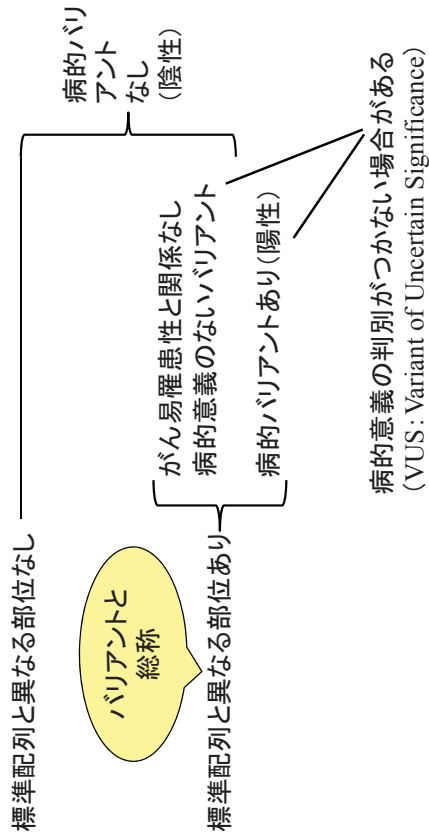 標準配列と異なる部位なし
バリアントと
総称
標準配列と異なる部位あり
がん易罹患性と関係なし
病的意義のないバリアント
病的バリアントあり（陽性）
病的バリ
アント
なし
（陰性）
病的意義の判別がつかない場合がある
（VUS：Variant of Uncertain Significance）